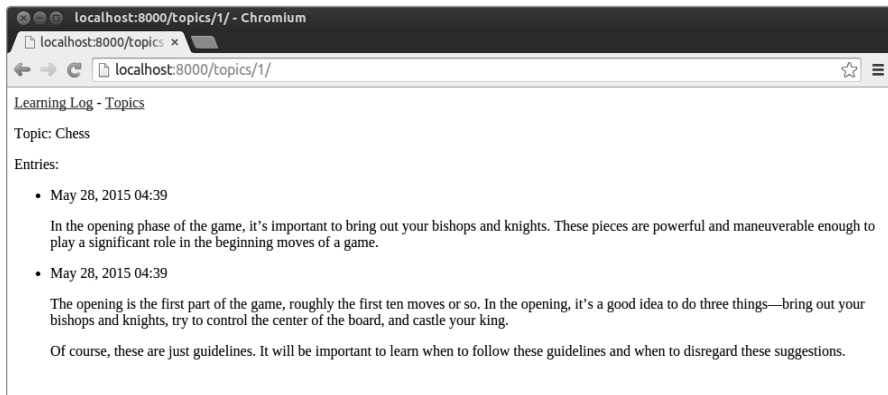 localhost:8000/topics/1/ - Chromium
localhost:8000/topics
localhost:8000/topics/1/
Learning Log - Topics
Topic: Chess
Entries:
• May 28, 2015 04:39
In the opening phase of the game, it’s important to bring out your bishops and knights. These pieces are powerful and maneuverable enough to
play a significant role in the beginning moves of a game.
• May 28, 2015 04:39
The opening is the first part of the game, roughly the first ten moves or so. In the opening, it’s a good idea to do three things—bring out your
bishops and knights, try to control the center of the board, and castle your king.
Of course, these are just guidelines. It will be important to learn when to follow these guidelines and when to disregard these suggestions.